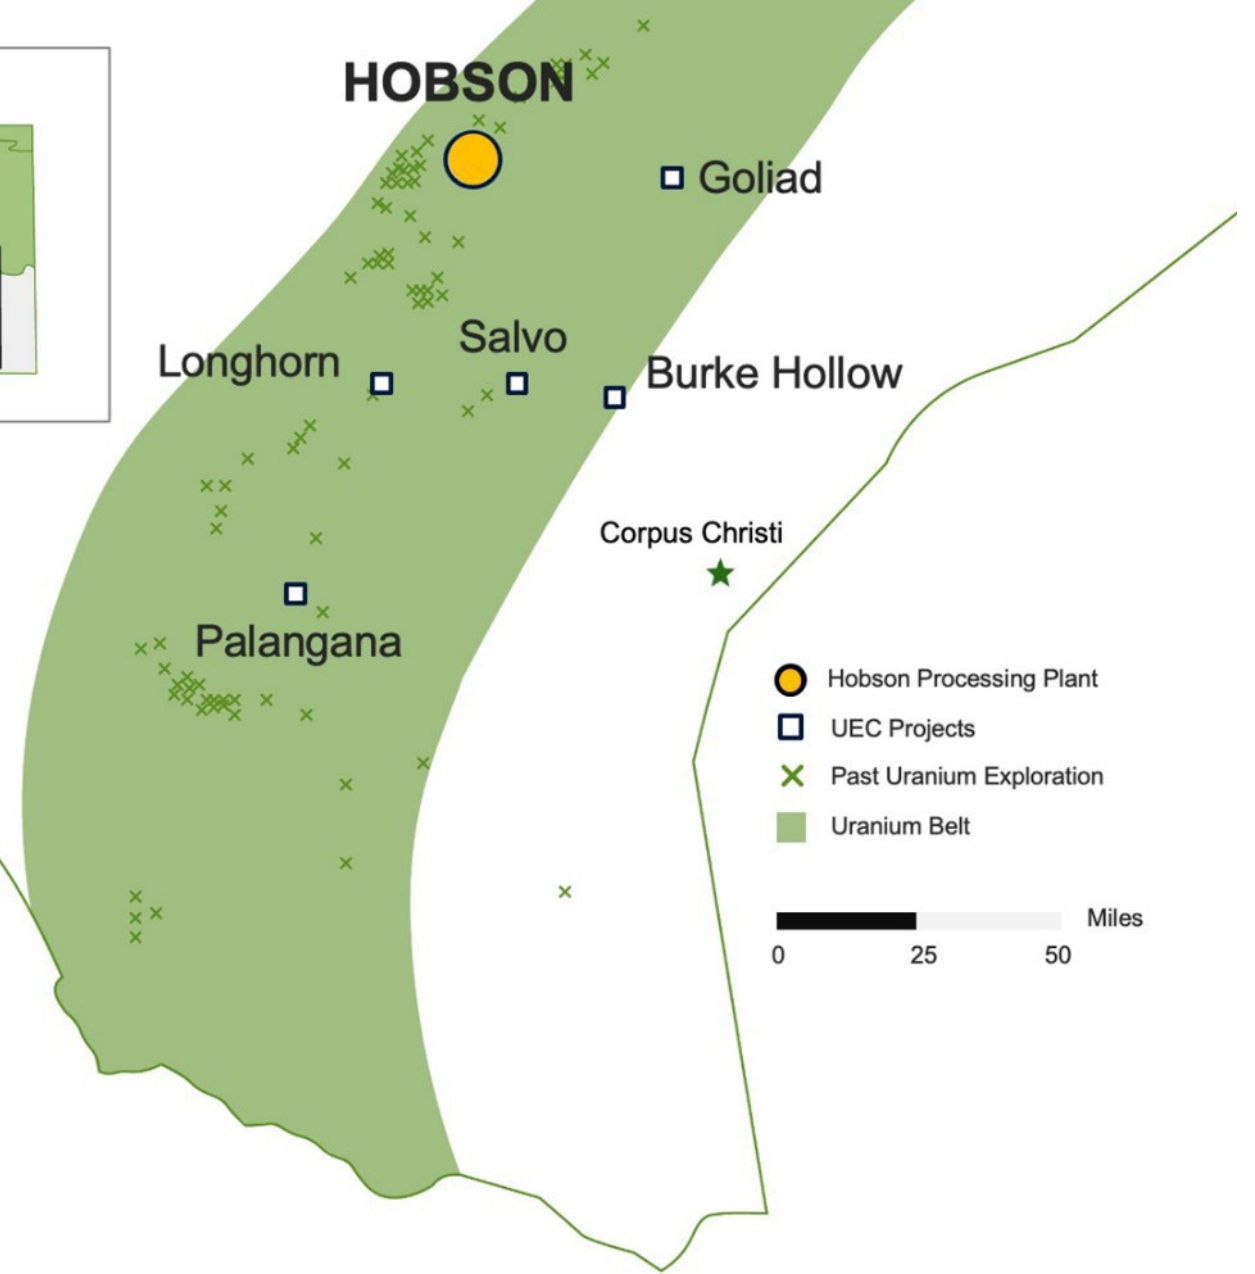 HOBSON
Goliad
Salvo
Longhorn
Burke Hollow
Corpus Christi
Palangana
Hobson Processing Plant
UEC Projects
Past Uranium Exploration
Uranium Belt
Miles
0 25 50